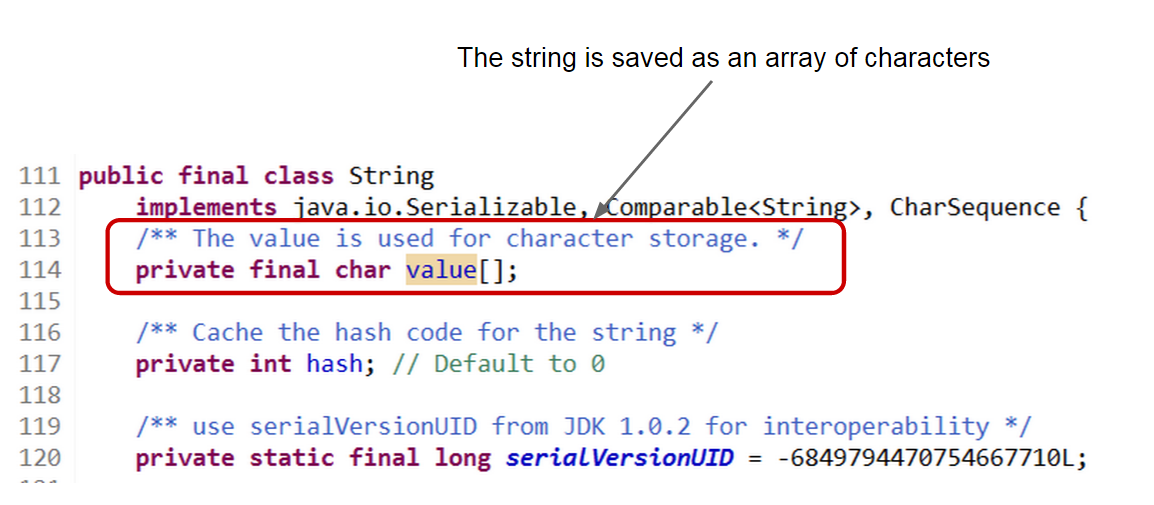 The string is saved as an array of characters
111 public final class String
112 implements java.io.Serializable, Comparable<String>, CharSequence {
113 /** The value is used for character storage. */
114 private final char value[];
115
116 /** Cache the hash code for the string */
117 private int hash; // Default to 0
118
119 /** use serialVersionUID from JDK 1.0.2 for interoperability */
120 private static final long serialVersionUID = -6849794470754667710L;